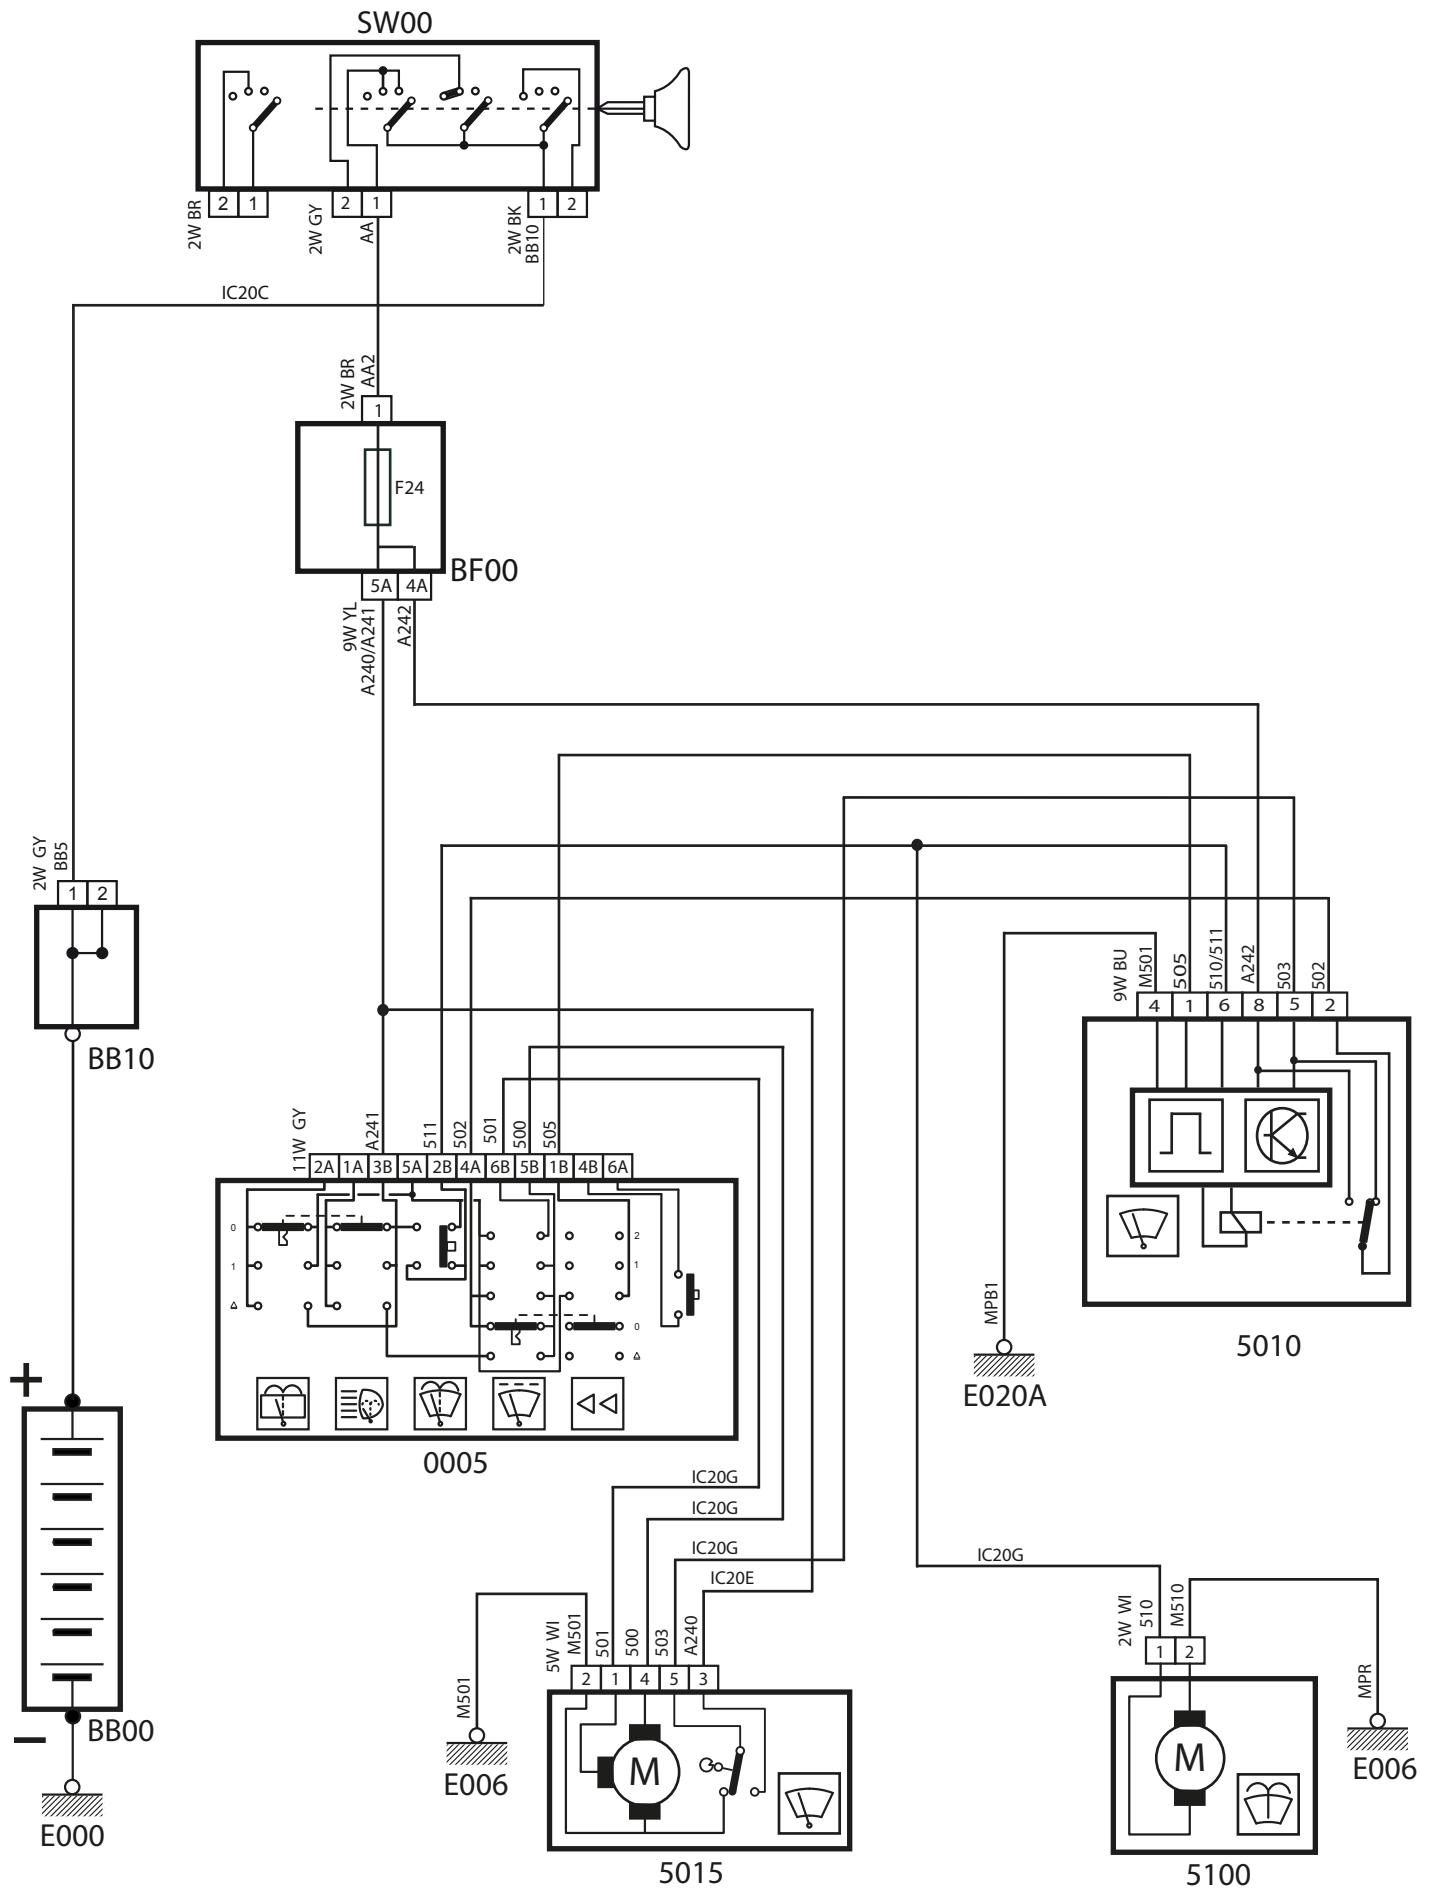 SW00
2 1 2 1 1 2
2W BR
2W GY
AA
2W BK
BB10
IC20C
2W BR
AA2
1
F24
BF00
5A 4A
9W YL
A240/A241
A242
2W GY
BB5
1 2
BB10
9W BU
M501
505
510/511
A242
503
502
4 1 6 8 5 2
5010
MPB1
E020A
11W GY
A241
511
502
501
500
505
2A 1A 3B 5A 2B 4A 6B 5B 1B 4B 6A
0
1
2
1
0
0005
+
BB00
−
E000
IC20G
IC20G
IC20G
IC20E
IC20G
5W WI
M501
501
500
503
A240
2 1 4 5 3
M501
E006
M
5015
2W WI
510
M510
1 2
MPR
E006
M
5100